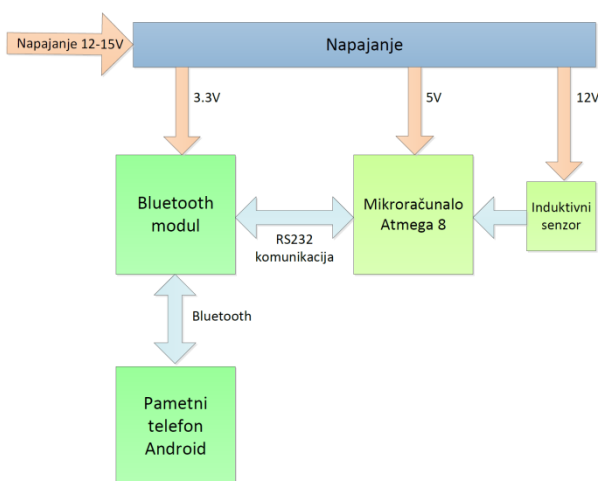 Napajanje 12-15V
Napajanje
3.3V
5V
12V
Bluetooth
modul
RS232
komunikacija
Mikroračunalo
Atmega 8
Induktivni
senzor
Bluetooth
Pametni
telefon
Android